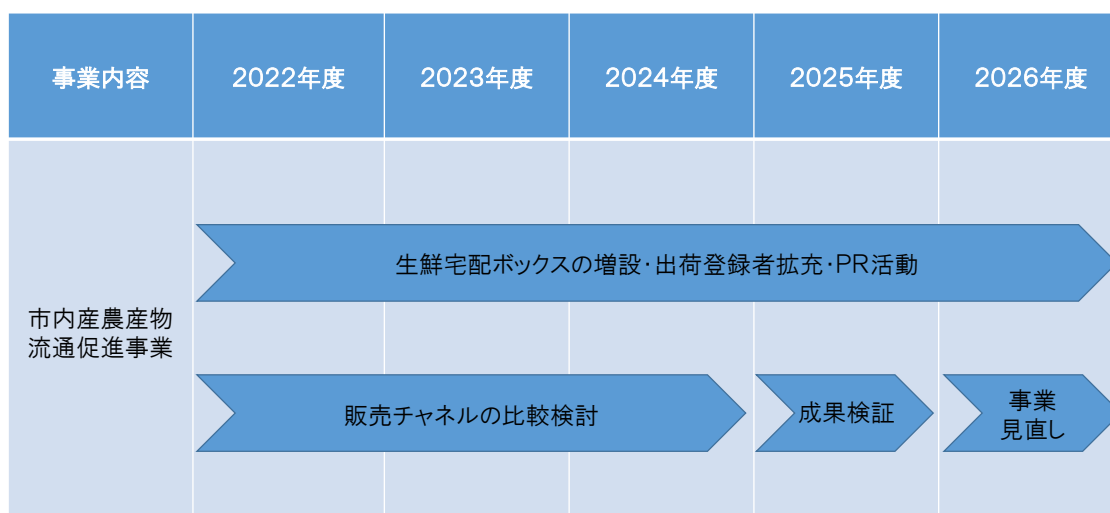 事業内容
2022年度
2023年度
2024年度
2025年度
2026年度
市内産農産物
流通促進事業
生鮮宅配ボックスの増設・出荷登録者拡充・PR活動
販売チャネルの比較検討
成果検証
事業
見直し